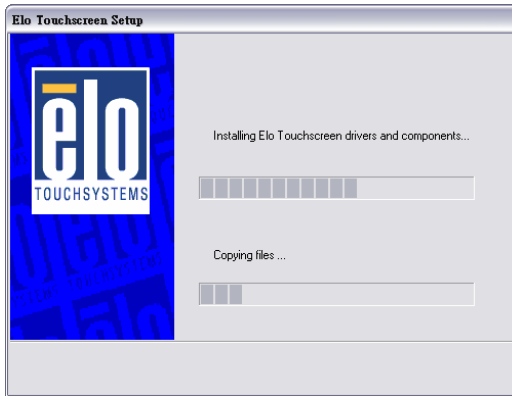 Elo Touchscreen Setup
elo
TOUCHSYSTEMS
Installing Elo Touchscreen drivers and components...
Copying files ...